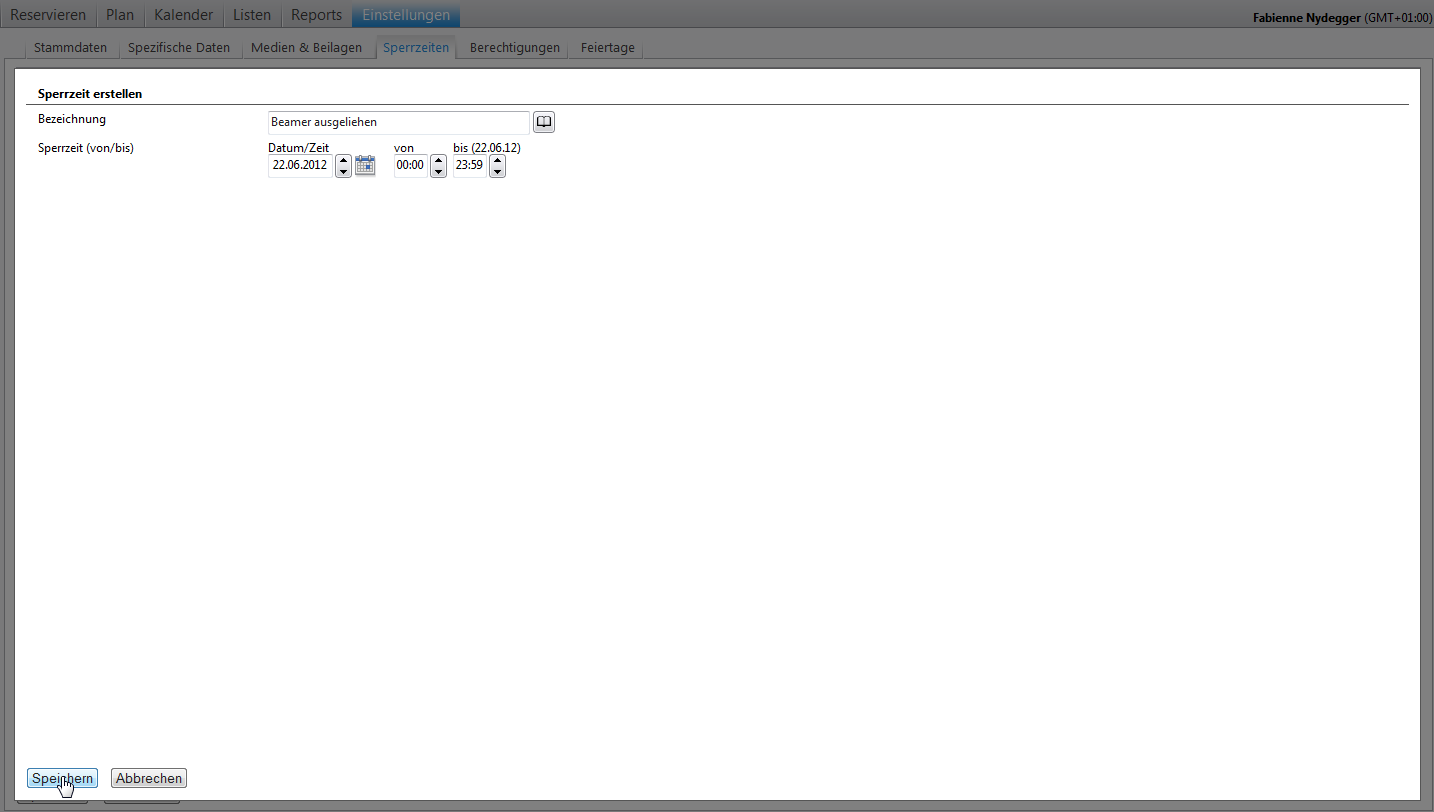 Reservieren Plan Kalender Listen Reports Einstellungen
Fabienne Nydegger (GMT+01:00)
Stammdaten Spezifische Daten Medien & Beilagen Sperrzeiten Berechtigungen Feiertage
Sperrzeit erstellen
Bezeichnung Beamer ausgeliehen
Sperrzeit (von/bis) Datum/Zeit von bis (22.06.12)
22.06.2012 00:00 23:59
Speichern Abbrechen